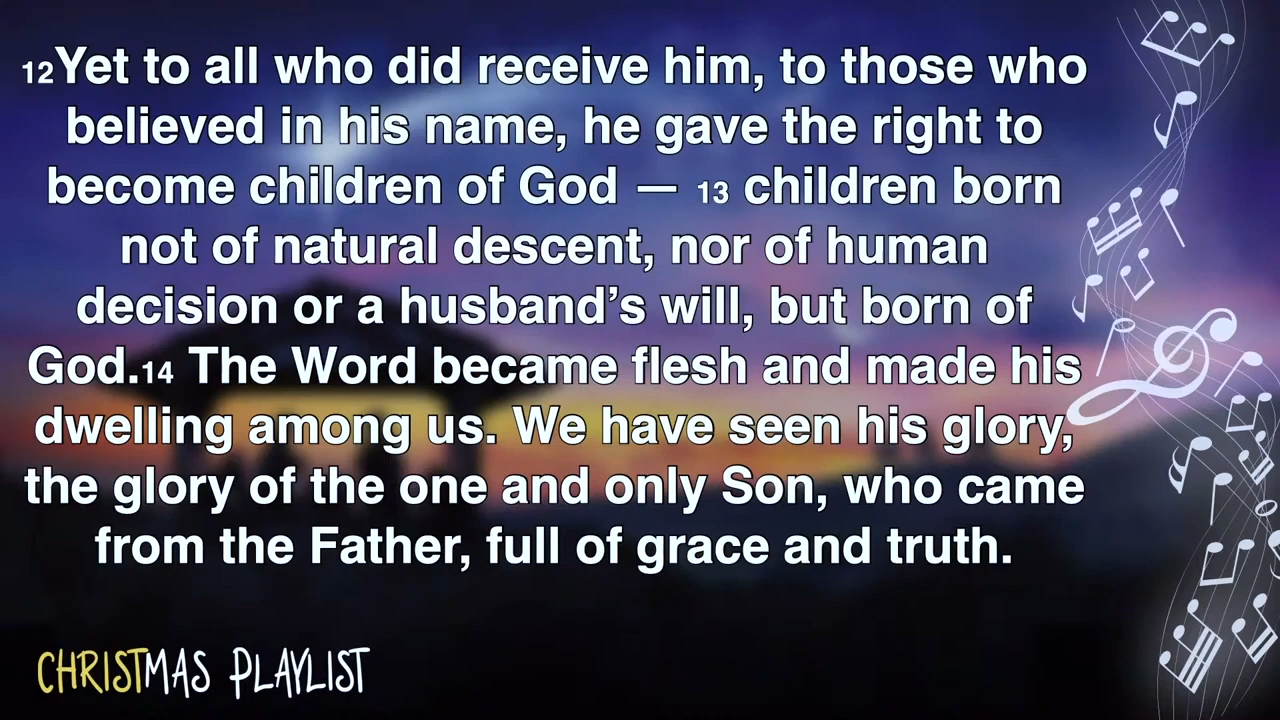 12Yet to all who did receive him, to those who
believed in his name, he gave the right to
become children of God — 13 children born
not of natural descent, nor of human
decision or a husband’s will, but born of
God.14 The Word became flesh and made his
dwelling among us. We have seen his glory,
the glory of the one and only Son, who came
from the Father, full of grace and truth.
CHRISTMAS PLAYLIST